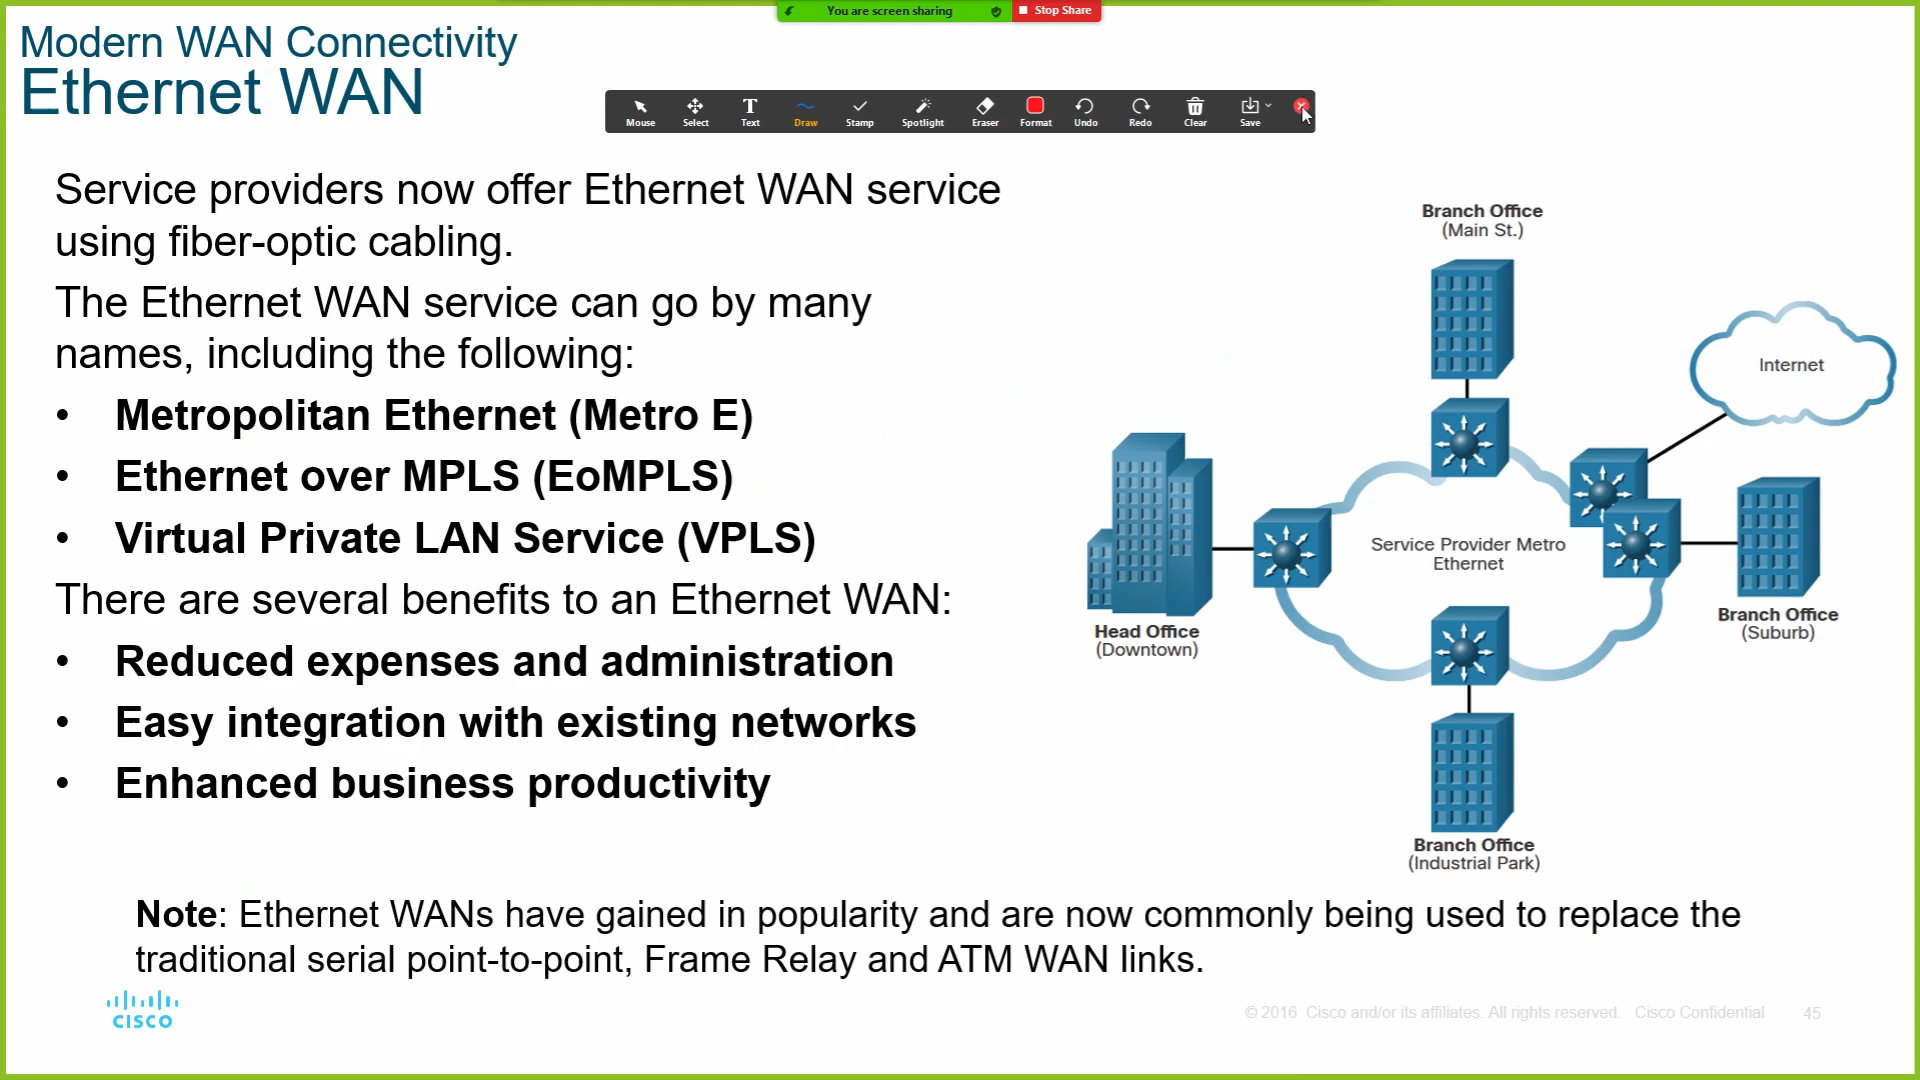 You are screen sharing
Stop Share
Modern WAN Connectivity
Ethernet WAN
Mouse
Select
Text
Draw
Stamp
Spotlight
Eraser
Format
Undo
Redo
Clear
Save
Service providers now offer Ethernet WAN service
using fiber-optic cabling.
The Ethernet WAN service can go by many
names, including the following:
• Metropolitan Ethernet (Metro E)
• Ethernet over MPLS (EoMPLS)
• Virtual Private LAN Service (VPLS)
There are several benefits to an Ethernet WAN:
• Reduced expenses and administration
• Easy integration with existing networks
• Enhanced business productivity
Branch Office
(Main St.)
Internet
Service Provider Metro
Ethernet
Head Office
(Downtown)
Branch Office
(Suburb)
Branch Office
(Industrial Park)
Note: Ethernet WANs have gained in popularity and are now commonly being used to replace the
traditional serial point-to-point, Frame Relay and ATM WAN links.
CISCO
© 2016 Cisco and/or its affiliates. All rights reserved. Cisco Confidential
45